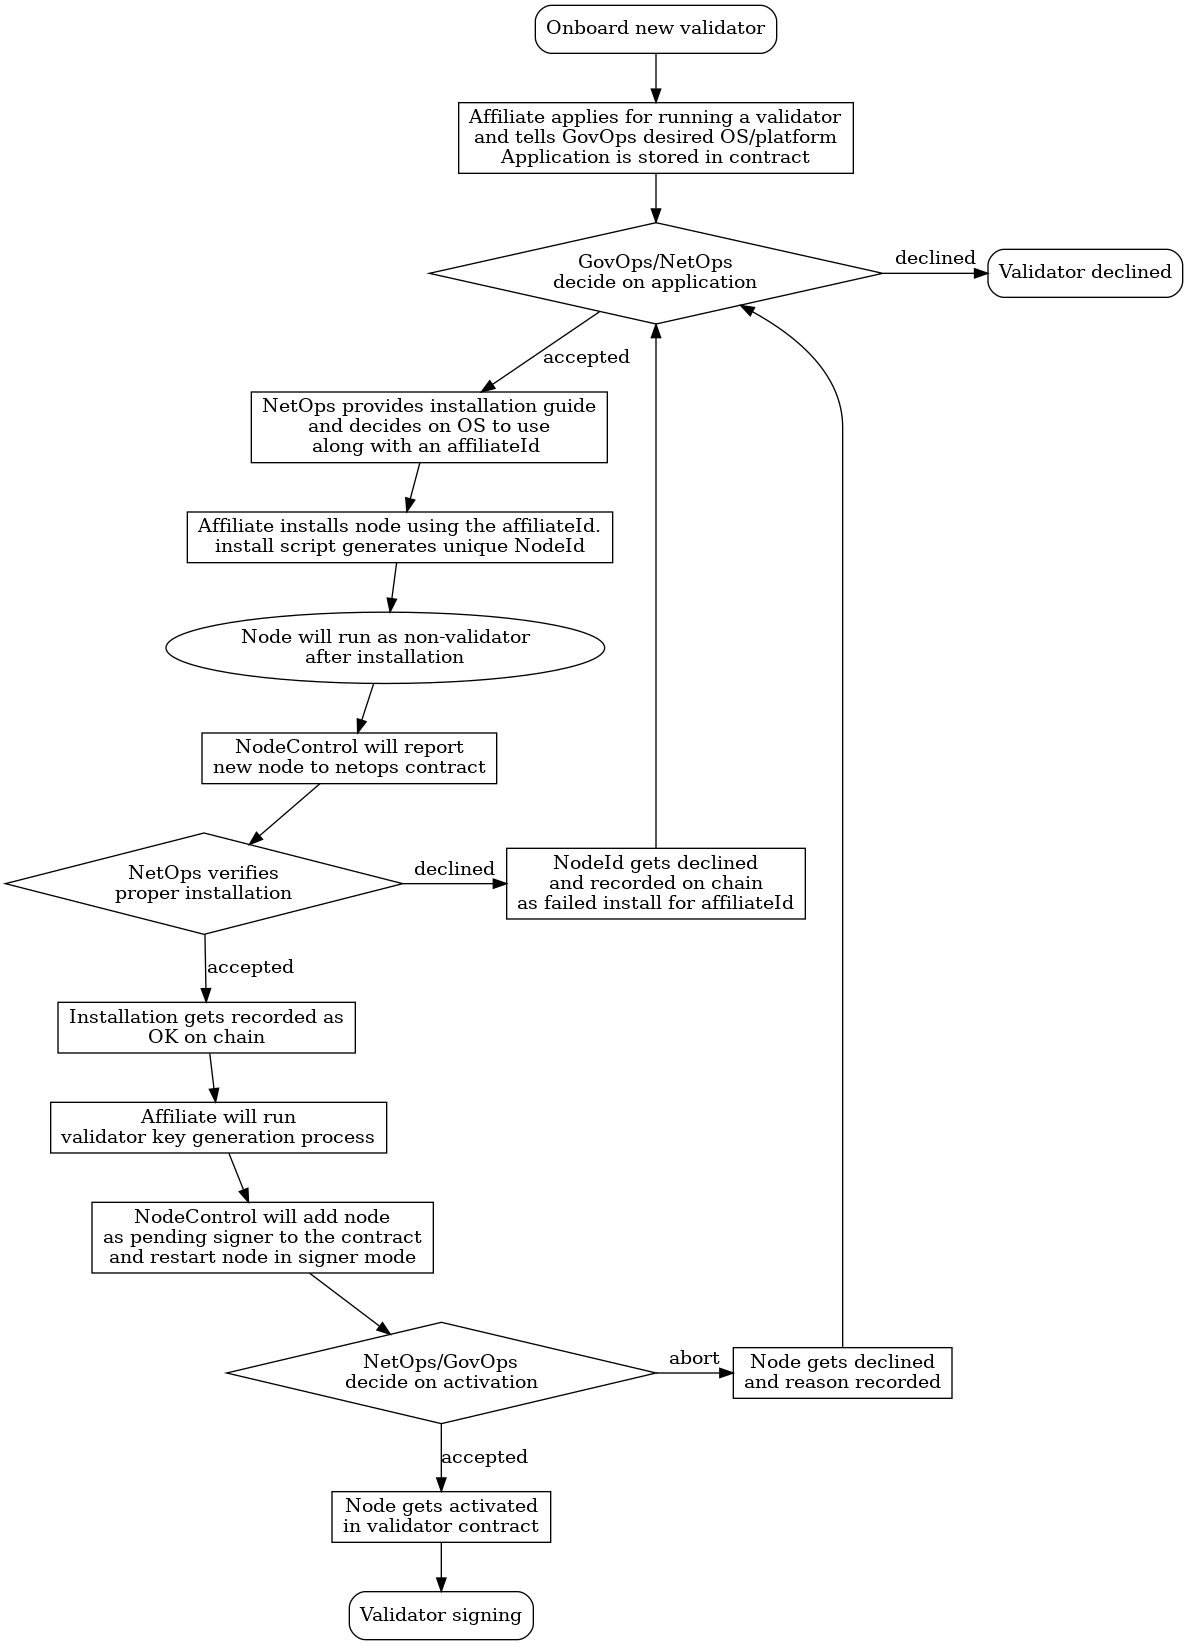 Onboard new validator
Affiliate applies for running a validator
and tells GovOps desired OS/platform
Application is stored in contract
GovOps/NetOps
decide on application
declined
Validator declined
accepted
NetOps provides installation guide
and decides on OS to use
along with an affiliateId
Affiliate installs node using the affiliateId.
install script generates unique NodeId
Node will run as non-validator
after installation
NodeControl will report
new node to netops contract
NetOps verifies
proper installation
declined
NodeId gets declined
and recorded on chain
as failed install for affiliateId
accepted
Installation gets recorded as
OK on chain
Affiliate will run
validator key generation process
NodeControl will add node
as pending signer to the contract
and restart node in signer mode
NetOps/GovOps
decide on activation
abort
Node gets declined
and reason recorded
accepted
Node gets activated
in validator contract
Validator signing